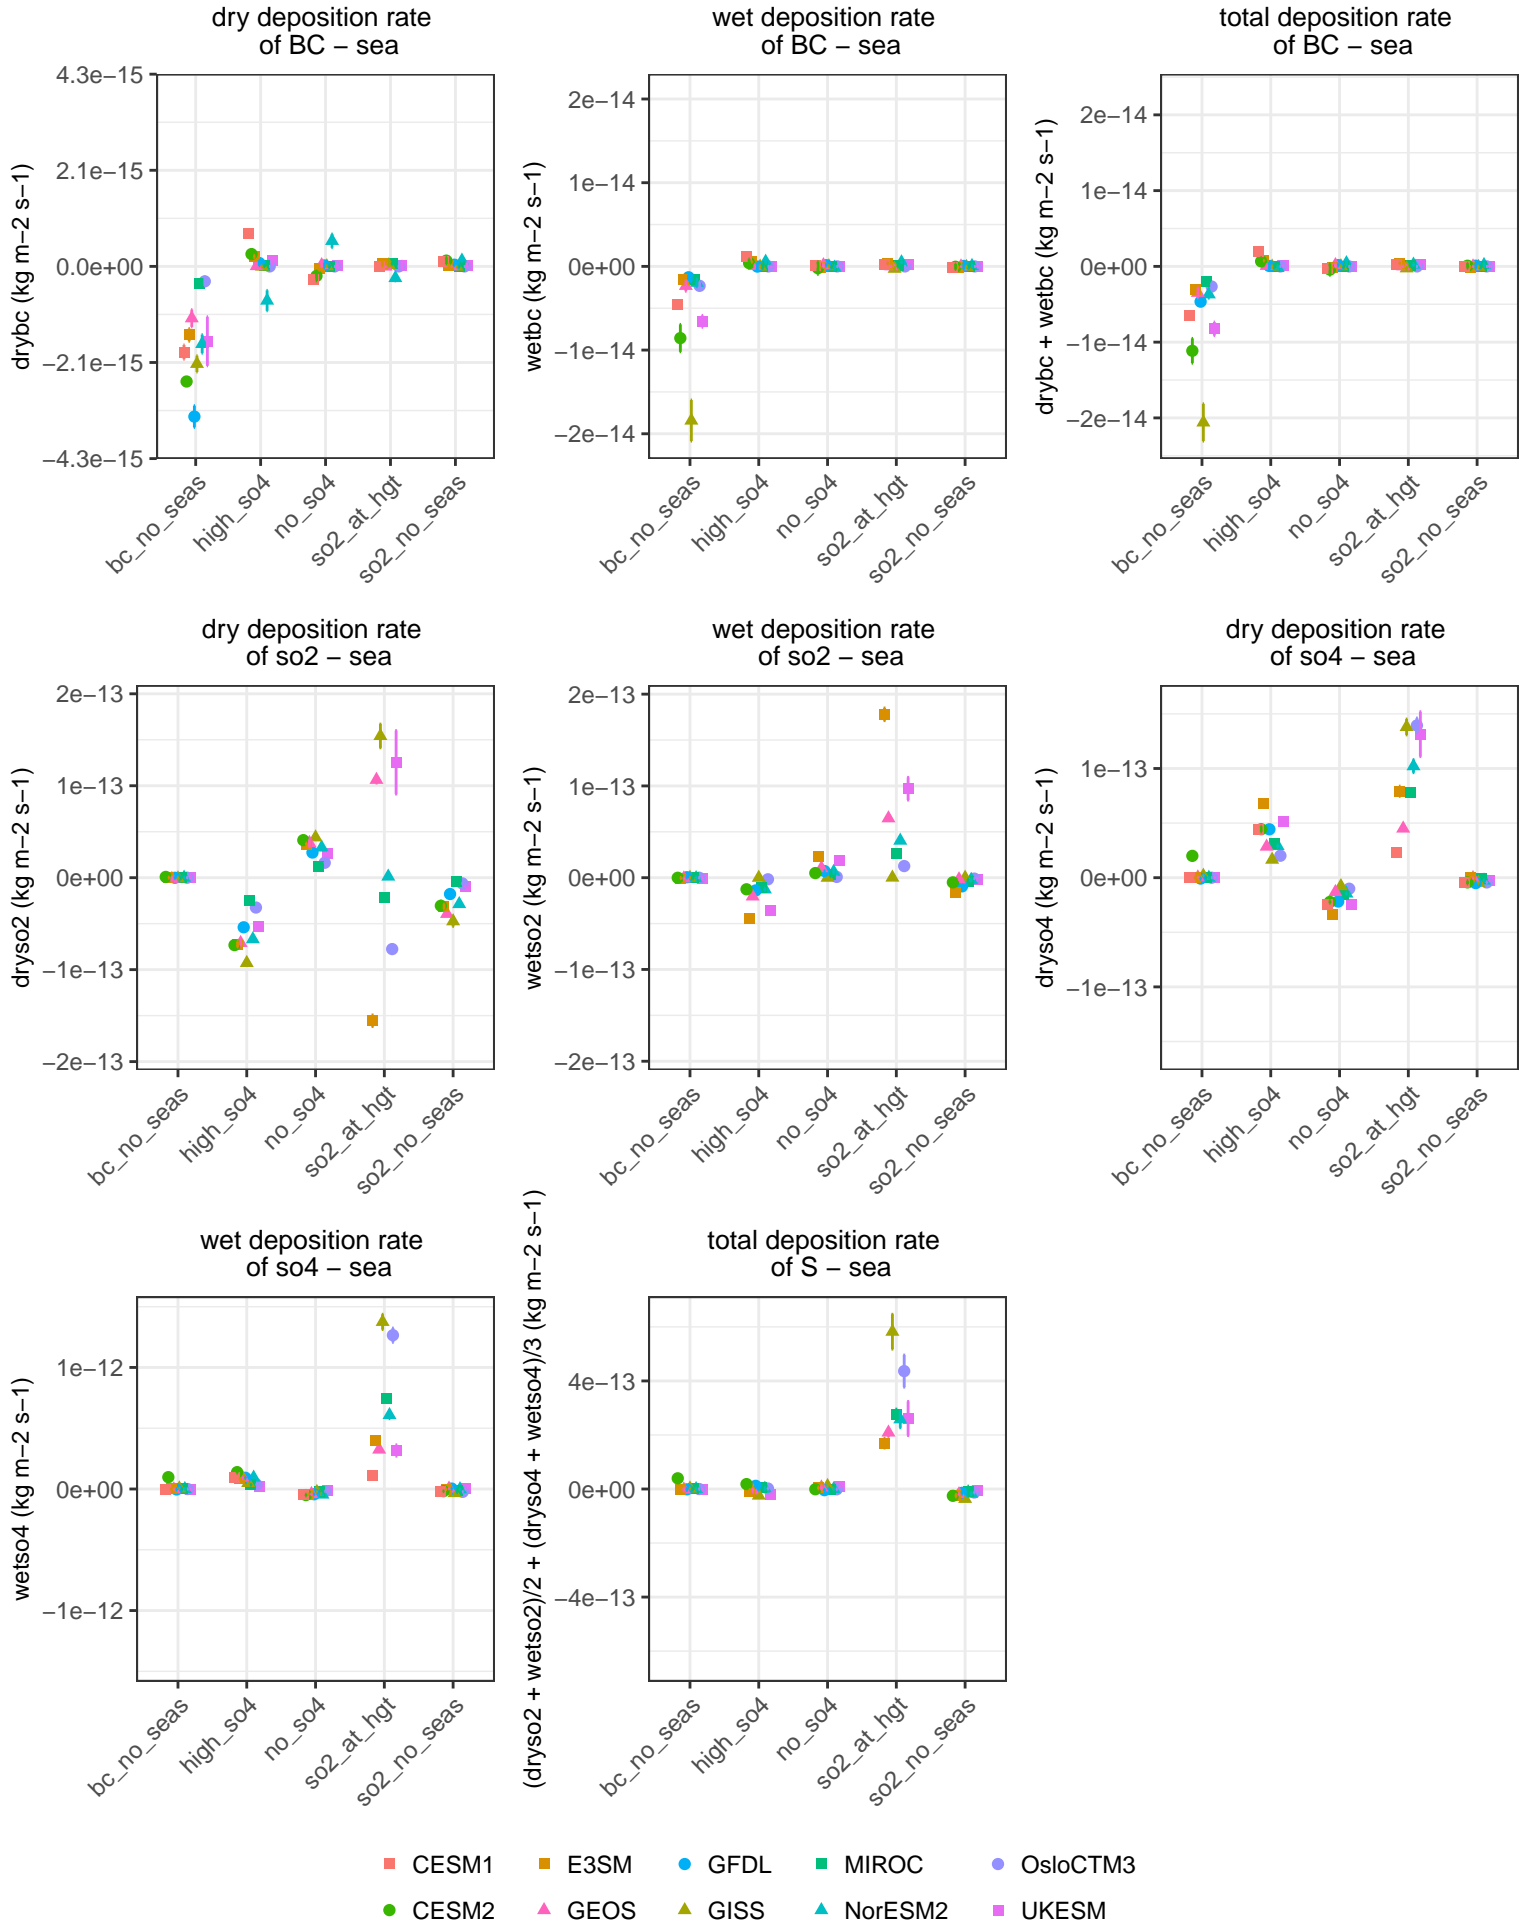 dry deposition rate
of BC − sea
drybc (kg m−2 s−1)
4.3e−15
2.1e−15
0.0e+00
−2.1e−15
−4.3e−15
bc_no_seas
high_so4
no_so4
so2_at_hgt
so2_no_seas
wet deposition rate
of BC − sea
wetbc (kg m−2 s−1)
2e−14
1e−14
0e+00
−1e−14
−2e−14
bc_no_seas
high_so4
no_so4
so2_at_hgt
so2_no_seas
total deposition rate
of BC − sea
drybc + wetbc (kg m−2 s−1)
2e−14
1e−14
0e+00
−1e−14
−2e−14
bc_no_seas
high_so4
no_so4
so2_at_hgt
so2_no_seas
dry deposition rate
of so2 − sea
dryso2 (kg m−2 s−1)
2e−13
1e−13
0e+00
−1e−13
−2e−13
bc_no_seas
high_so4
no_so4
so2_at_hgt
so2_no_seas
wet deposition rate
of so2 − sea
wetso2 (kg m−2 s−1)
2e−13
1e−13
0e+00
−1e−13
−2e−13
bc_no_seas
high_so4
no_so4
so2_at_hgt
so2_no_seas
dry deposition rate
of so4 − sea
dryso4 (kg m−2 s−1)
1e−13
0e+00
−1e−13
bc_no_seas
high_so4
no_so4
so2_at_hgt
so2_no_seas
wet deposition rate
of so4 − sea
wetso4 (kg m−2 s−1)
1e−12
0e+00
−1e−12
bc_no_seas
high_so4
no_so4
so2_at_hgt
so2_no_seas
total deposition rate
of S − sea
(dryso2 + wetso2)/2 + (dryso4 + wetso4)/3 (kg m−2 s−1)
4e−13
0e+00
−4e−13
bc_no_seas
high_so4
no_so4
so2_at_hgt
so2_no_seas
CESM1 E3SM GFDL MIROC OsloCTM3
CESM2 GEOS GISS NorESM2 UKESM